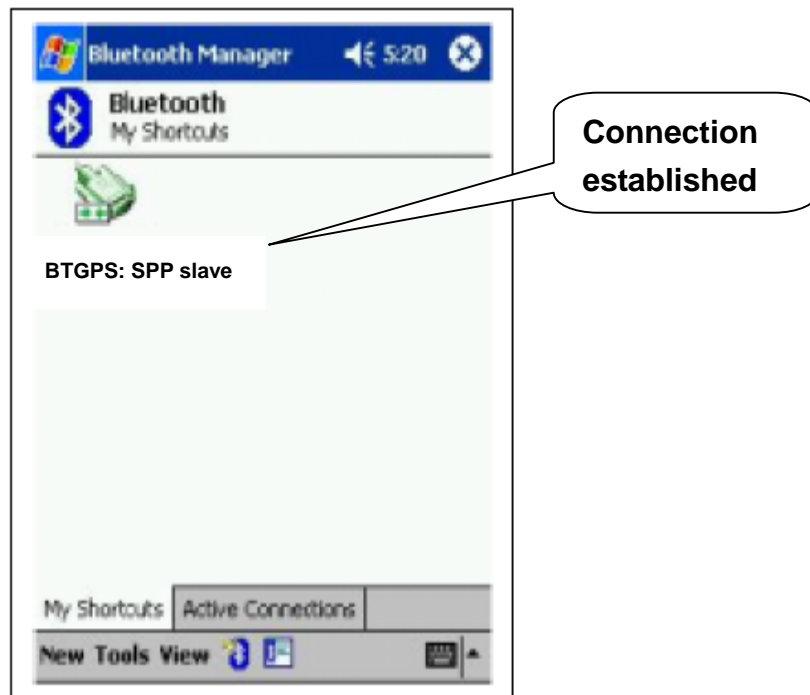 Bluetooth Manager 5:20
Bluetooth
My Shortcuts
Connection
established
BTGPS: SPP slave
My Shortcuts Active Connections
New Tools View